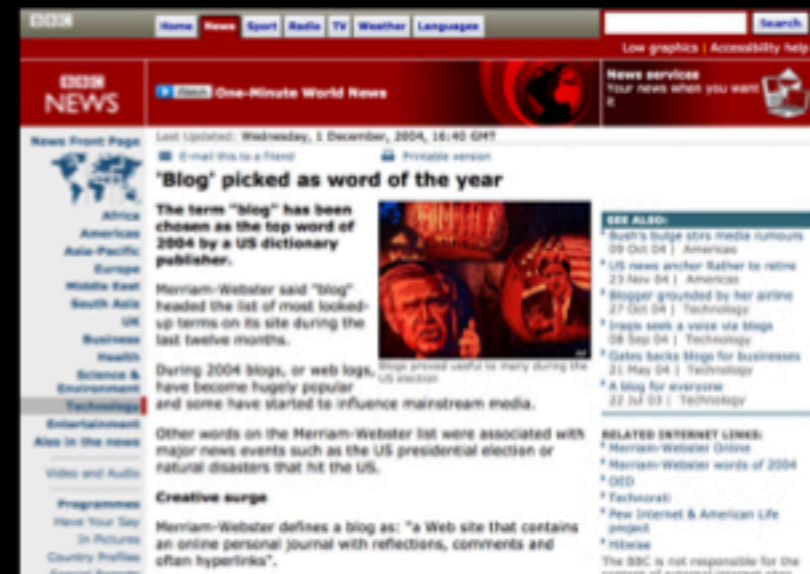 BBC
Home News Sport Radio TV Weather Languages
Search
Low graphics | Accessibility help
BBC
NEWS
Watch One-Minute World News
News services
Your news when you want
it
News Front Page
Africa
Americas
Asia-Pacific
Europe
Middle East
South Asia
UK
Business
Health
Science &
Environment
Technology
Entertainment
Also in the news
Video and Audio
Programmes
Have Your Say
In Pictures
Country Profiles
Special Reports
Last Updated: Wednesday, 1 December, 2004, 16:40 GMT
E-mail this to a friend
Printable version
'Blog' picked as word of the year
The term "blog" has been
chosen as the top word of
2004 by a US dictionary
publisher.
Merriam-Webster said "blog"
headed the list of most looked-
up terms on its site during the
last twelve months.
During 2004 blogs, or web logs,
have become hugely popular
and some have started to influence mainstream media.
Blogs proved useful to many during the
US election
Other words on the Merriam-Webster list were associated with
major news events such as the US presidential election or
natural disasters that hit the US.
Creative surge
Merriam-Webster defines a blog as: "a Web site that contains
an online personal journal with reflections, comments and
often hyperlinks".
SEE ALSO:
Bush's bulge stirs media rumours
09 Oct 04 | Americas
US news anchor Rather to retire
23 Nov 04 | Americas
Blogger grounded by her airline
27 Oct 04 | Technology
Iraqis seek a voice via blogs
08 Sep 04 | Technology
Gates backs blogs for businesses
21 May 04 | Technology
A blog for everyone
22 Jul 03 | Technology
RELATED INTERNET LINKS:
Merriam-Webster Online
Merriam-Webster words of 2004
OED
Technorati
Pew Internet & American Life
project
Hitwise
The BBC is not responsible for the
content of external internet sites